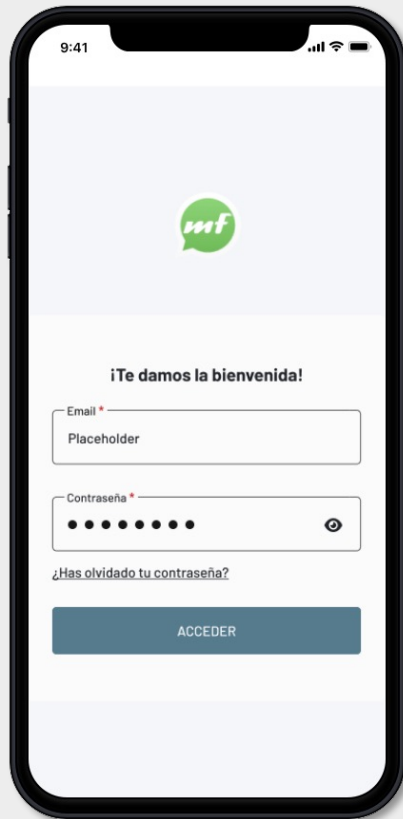 9:41
mf
¡Te damos la bienvenida!
Email *
Placeholder
Contraseña *
¿Has olvidado tu contraseña?
ACCEDER